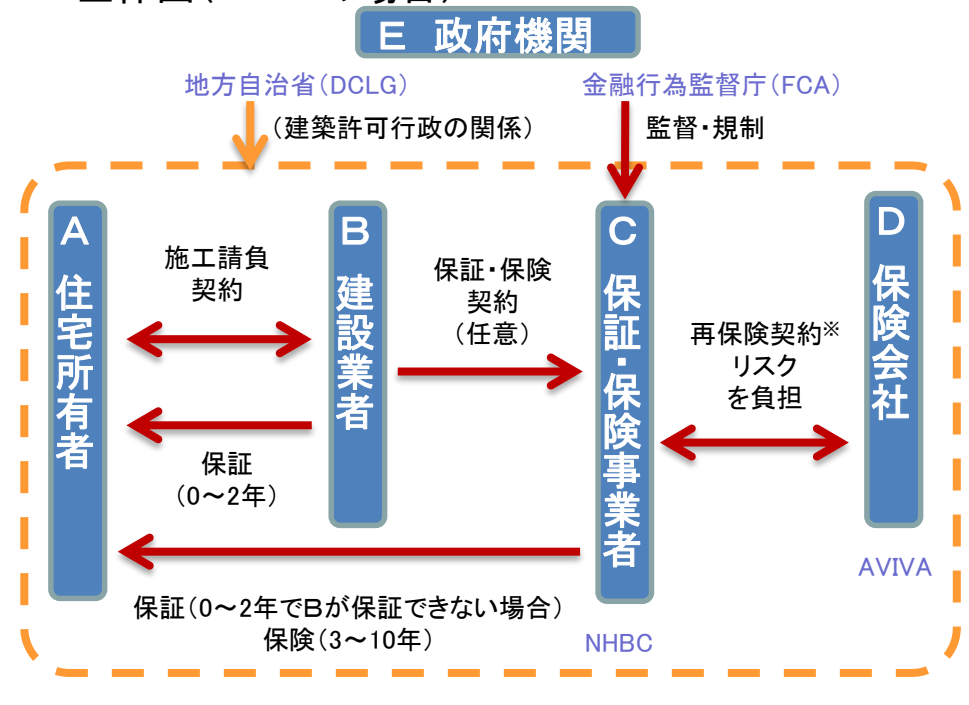 E 政府機関
地方自治省(DCLG)
金融行為監督庁(FCA)
(建築許可行政の関係)
監督・規制
A 住宅所有者
施工請負
契約
保証
(0～2年)
B 建設業者
保証・保険
契約
(任意)
C 保証・保険事業者
再保険契約※
リスク
を負担
D 保険会社
AVIVA
保証(0～2年でBが保証できない場合)
保険(3～10年)
NHBC